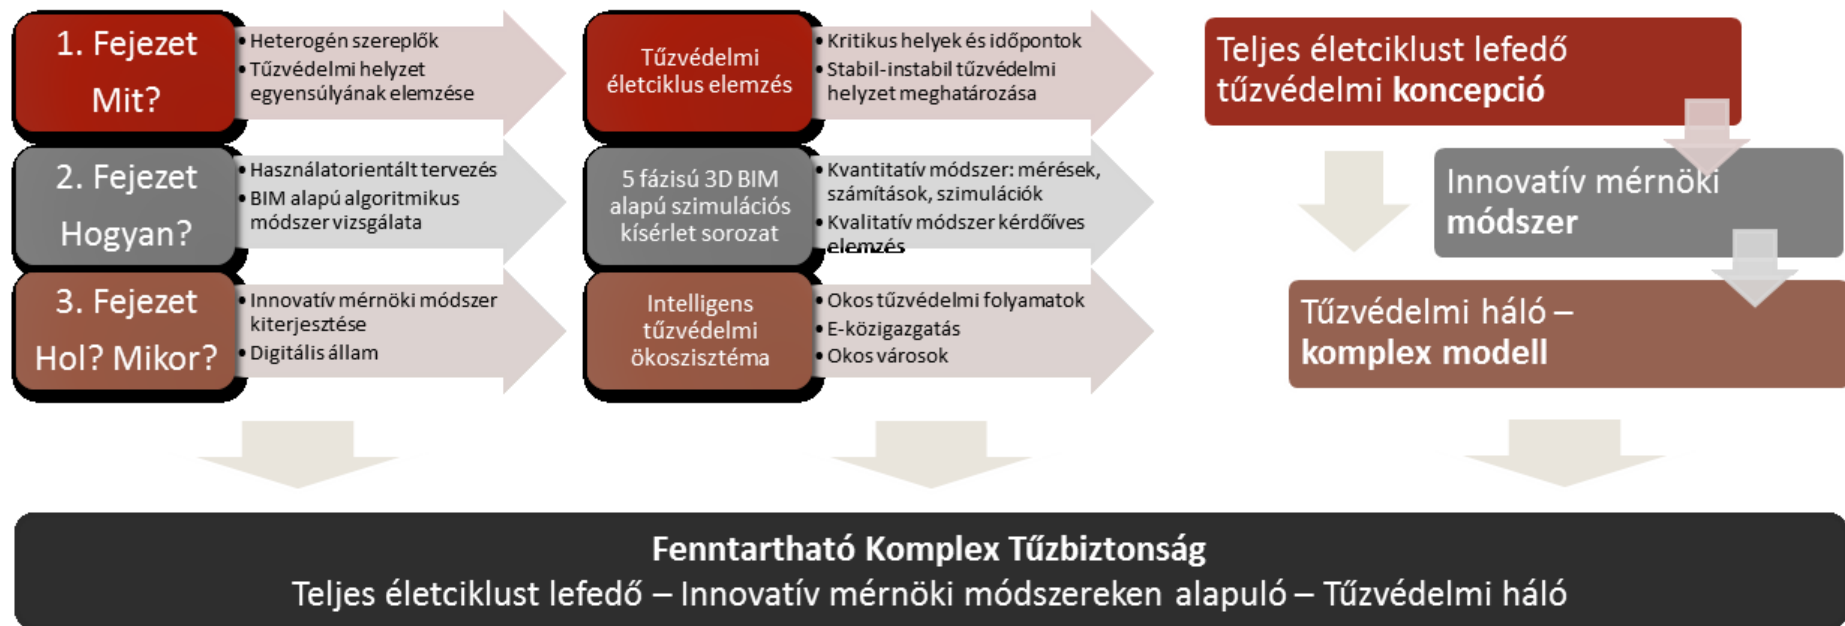 1. Fejezet
Mit?
• Heterogén szereplők
• Tűzvédelmi helyzet
egyensúlyának elemzése
Tűzvédelmi
életciklus elemzés
• Kritikus helyek és időpontok
• Stabil-instabil tűzvédelmi
helyzet meghatározása
Teljes életciklust lefedő
tűzvédelmi koncepció
2. Fejezet
Hogyan?
• Használatorientált tervezés
• BIM alapú algoritmikus
módszer vizsgálata
5 fázisú 3D BIM
alapú szimulációs
kísérlet sorozat
• Kvantitatív módszer: mérések,
számítások, szimulációk
• Kvalitatív módszer kérdőíves
elemzés
Innovatív mérnöki
módszer
3. Fejezet
Hol? Mikor?
• Innovatív mérnöki módszer
kiterjesztése
• Digitális állam
Intelligens
tűzvédelmi
ökoszisztéma
• Okos tűzvédelmi folyamatok
• E-közigazgatás
• Okos városok
Tűzvédelmi háló –
komplex modell
Fenntartható Komplex Tűzbiztonság
Teljes életciklust lefedő – Innovatív mérnöki módszereken alapuló – Tűzvédelmi háló